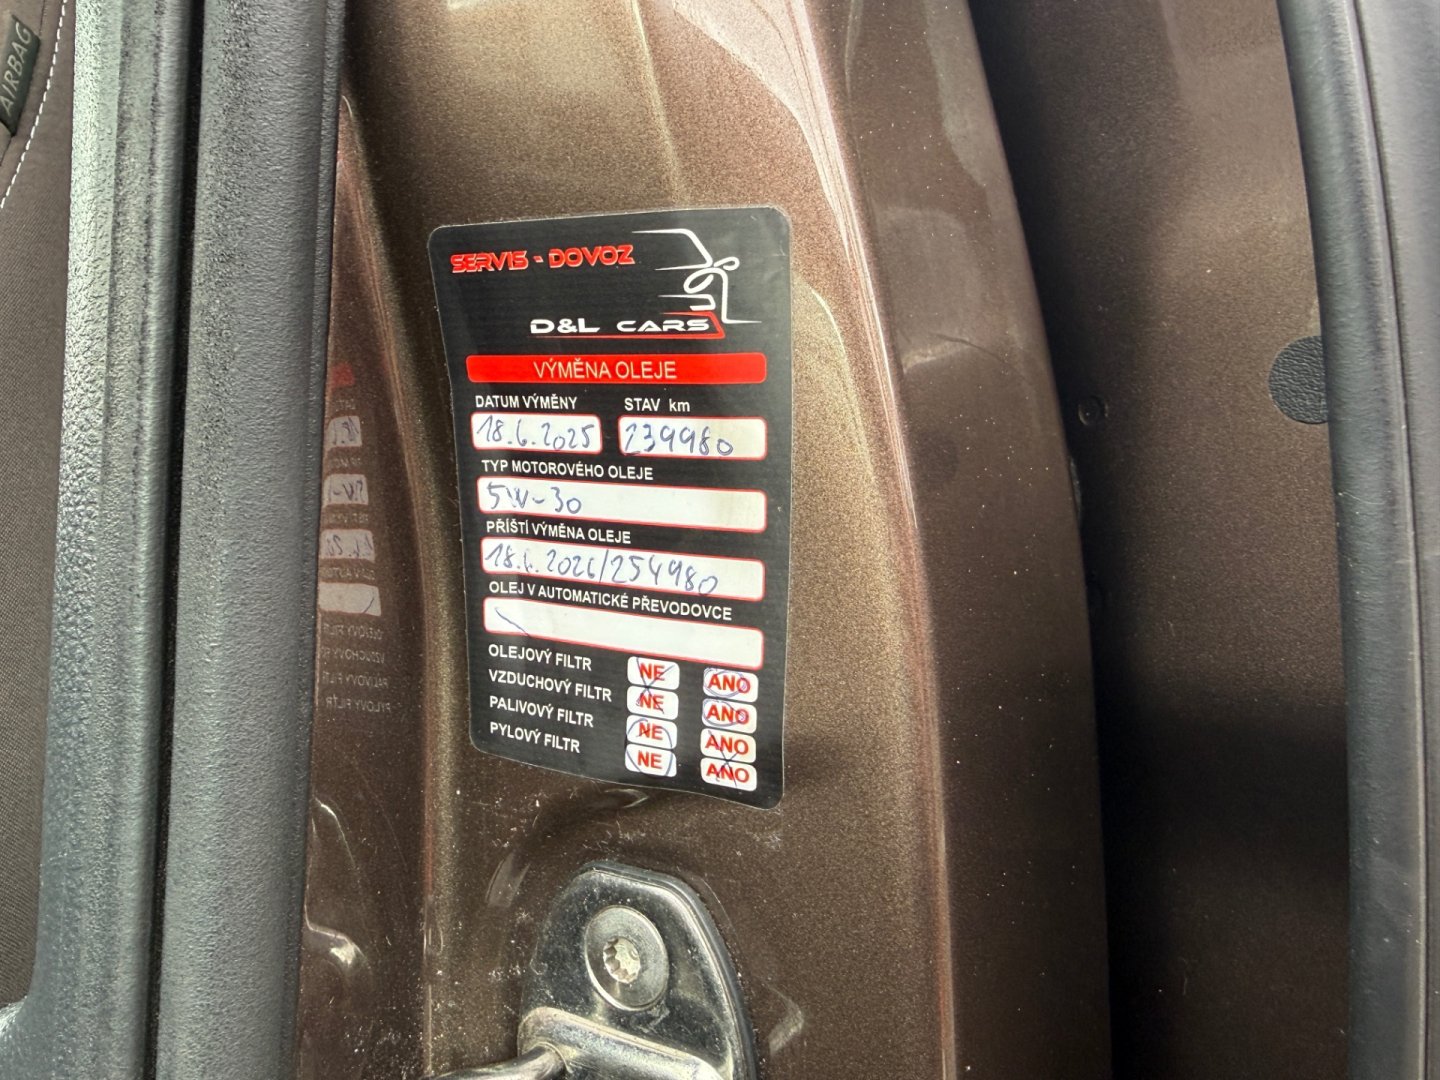 AIRBAG
SERVIS - DOVOZ
D&L CARS
VÝMĚNA OLEJE
DATUM VÝMĚNY STAV km
18.6.2025 239980
TYP MOTOROVÉHO OLEJE
5W-30
PŘÍŠTÍ VÝMĚNA OLEJE
18.6.2026/254980
OLEJ V AUTOMATICKÉ PŘEVODOVCE
OLEJOVÝ FILTR NE ANO
VZDUCHOVÝ FILTR NE ANO
PALIVOVÝ FILTR NE ANO
PYLOVÝ FILTR NE ANO